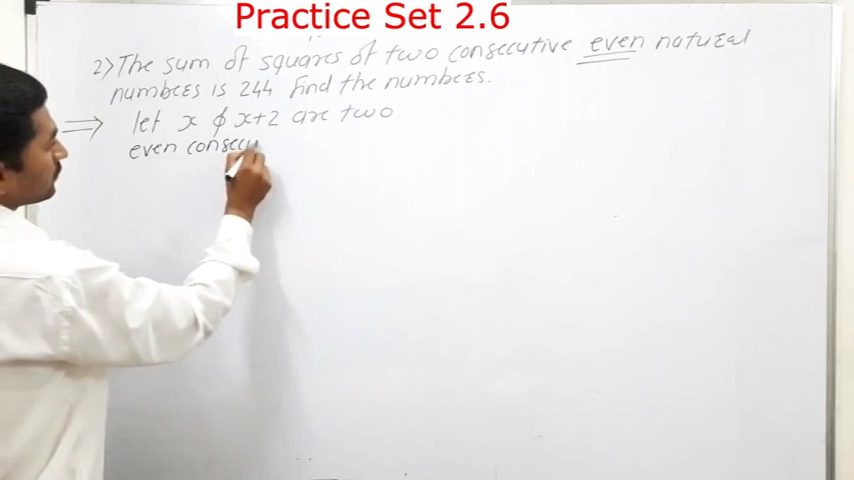 Practice Set 2.6
2) The sum of squares of two consecutive even natural
numbers is 244 find the numbers.
⇒ let x & x+2 are two
even consecu